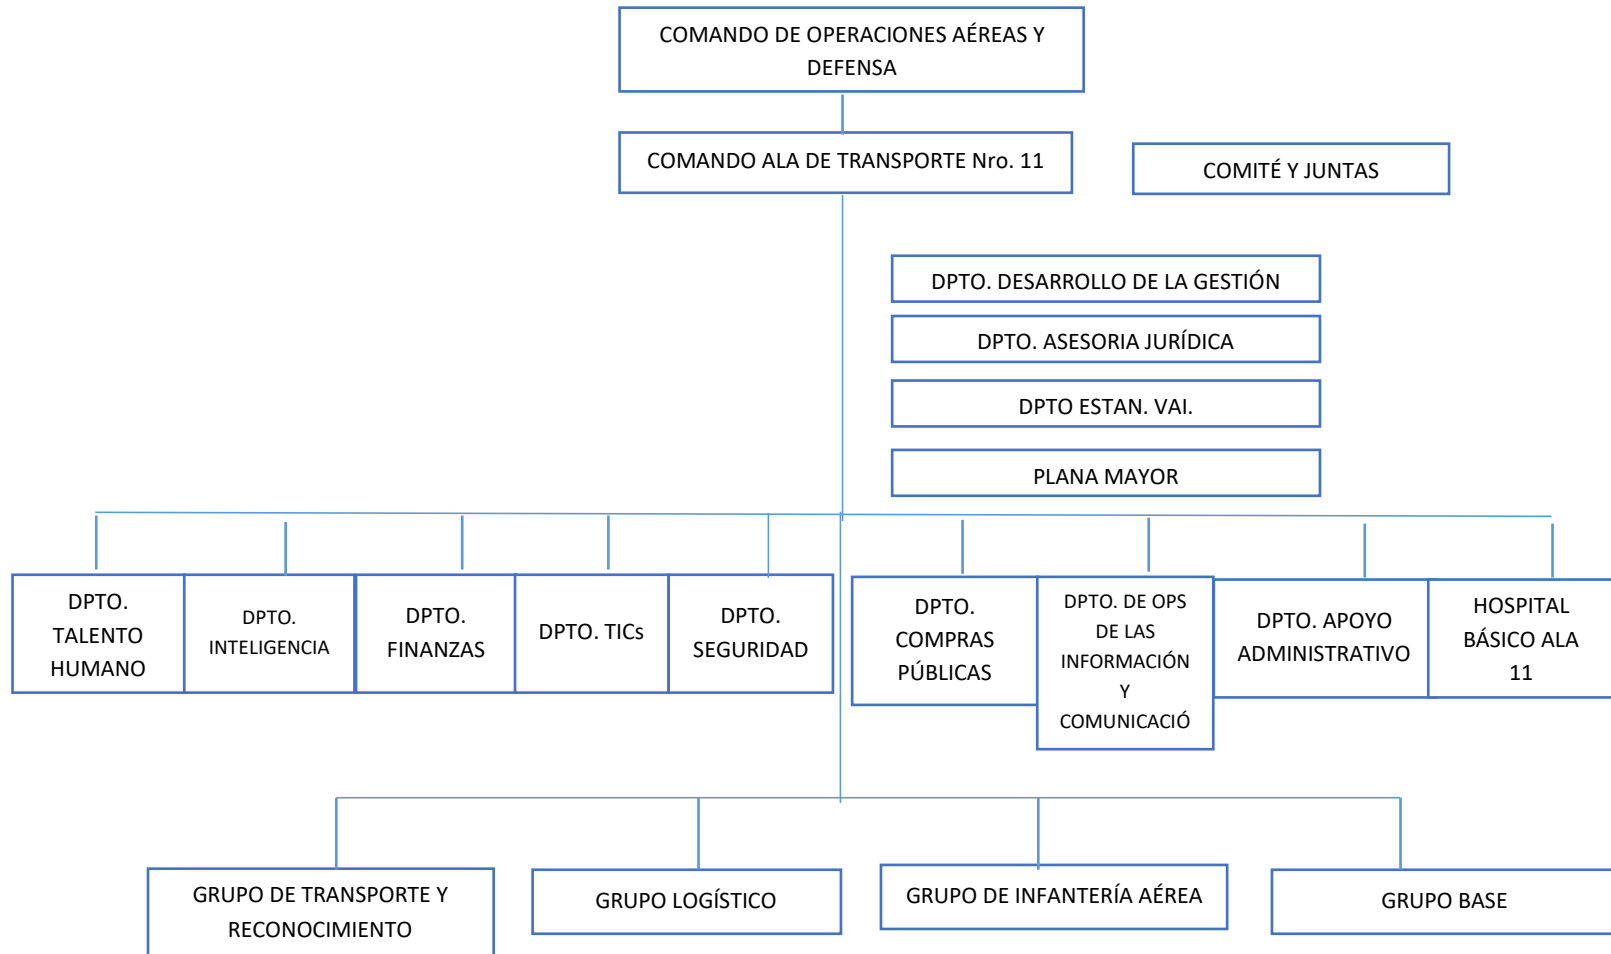 COMANDO DE OPERACIONES AÉREAS Y
DEFENSA
COMANDO ALA DE TRANSPORTE Nro. 11
COMITÉ Y JUNTAS
DPTO. DESARROLLO DE LA GESTIÓN
DPTO. ASESORIA JURÍDICA
DPTO ESTAN. VAI.
PLANA MAYOR
DPTO.
TALENTO
HUMANO
DPTO.
INTELIGENCIA
DPTO.
FINANZAS
DPTO. TICs
DPTO.
SEGURIDAD
DPTO.
COMPRAS
PÚBLICAS
DPTO. DE OPS
DE LAS
INFORMACIÓN
Y
COMUNICACIÓ
DPTO. APOYO
ADMINISTRATIVO
HOSPITAL
BÁSICO ALA
11
GRUPO DE TRANSPORTE Y
RECONOCIMIENTO
GRUPO LOGÍSTICO
GRUPO DE INFANTERÍA AÉREA
GRUPO BASE